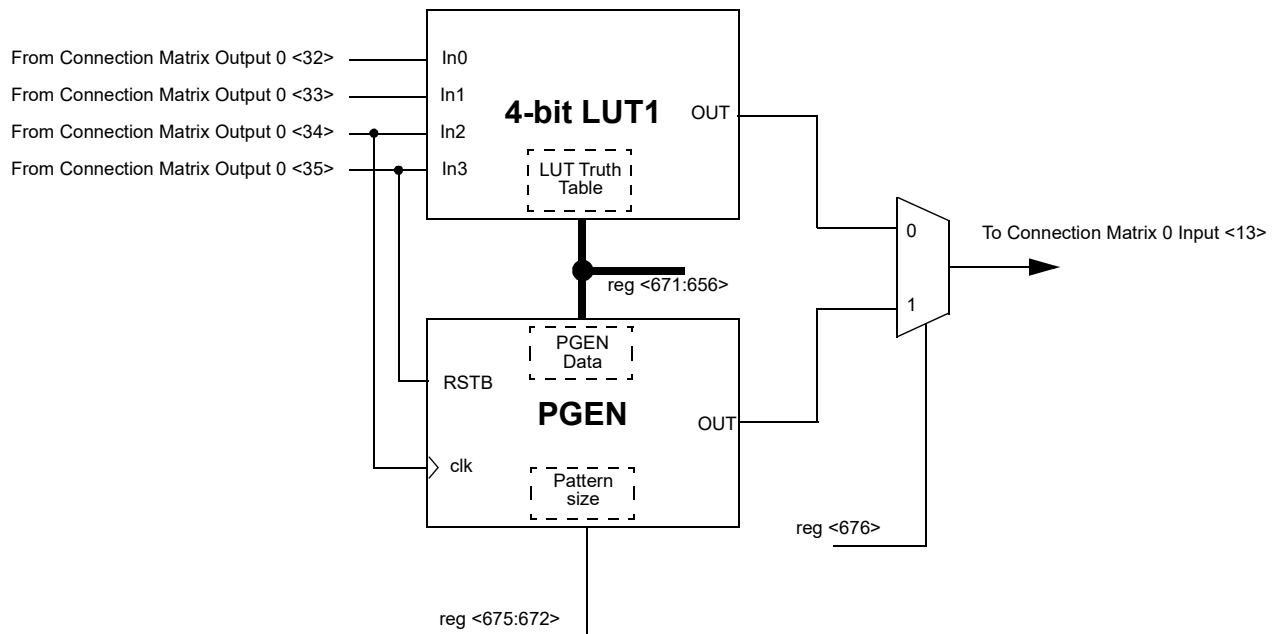 From Connection Matrix Output 0 <32>
From Connection Matrix Output 0 <33>
From Connection Matrix Output 0 <34>
From Connection Matrix Output 0 <35>
In0
In1
In2
In3
4-bit LUT1
OUT
LUT Truth
Table
reg <671:656>
0
1
To Connection Matrix 0 Input <13>
PGEN
Data
RSTB
PGEN
OUT
clk
Pattern
size
reg <676>
reg <675:672>